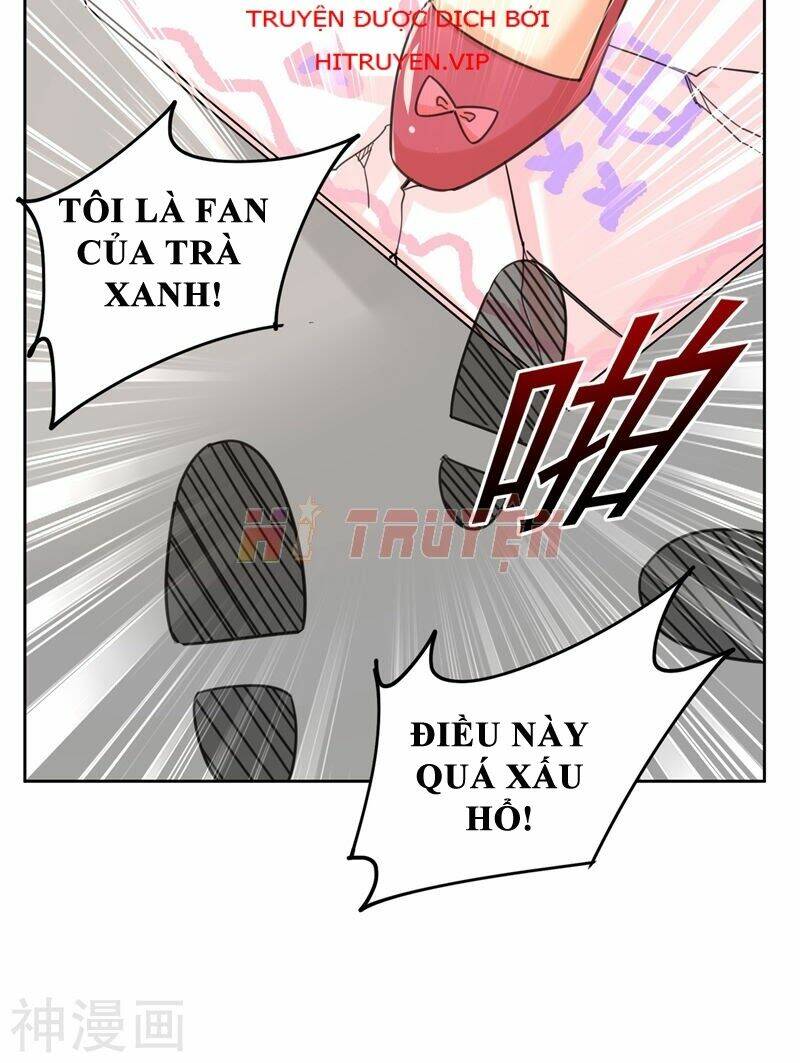 TRUYỆN ĐƯỢC DỊCH BỞI
HITRUYEN.VIP
TÔI LÀ FAN
CỦA TRÀ
XANH!
啪
HI TRUYỆN
ĐIỀU NÀY
QUÁ XẤU
HỔ!
神漫画